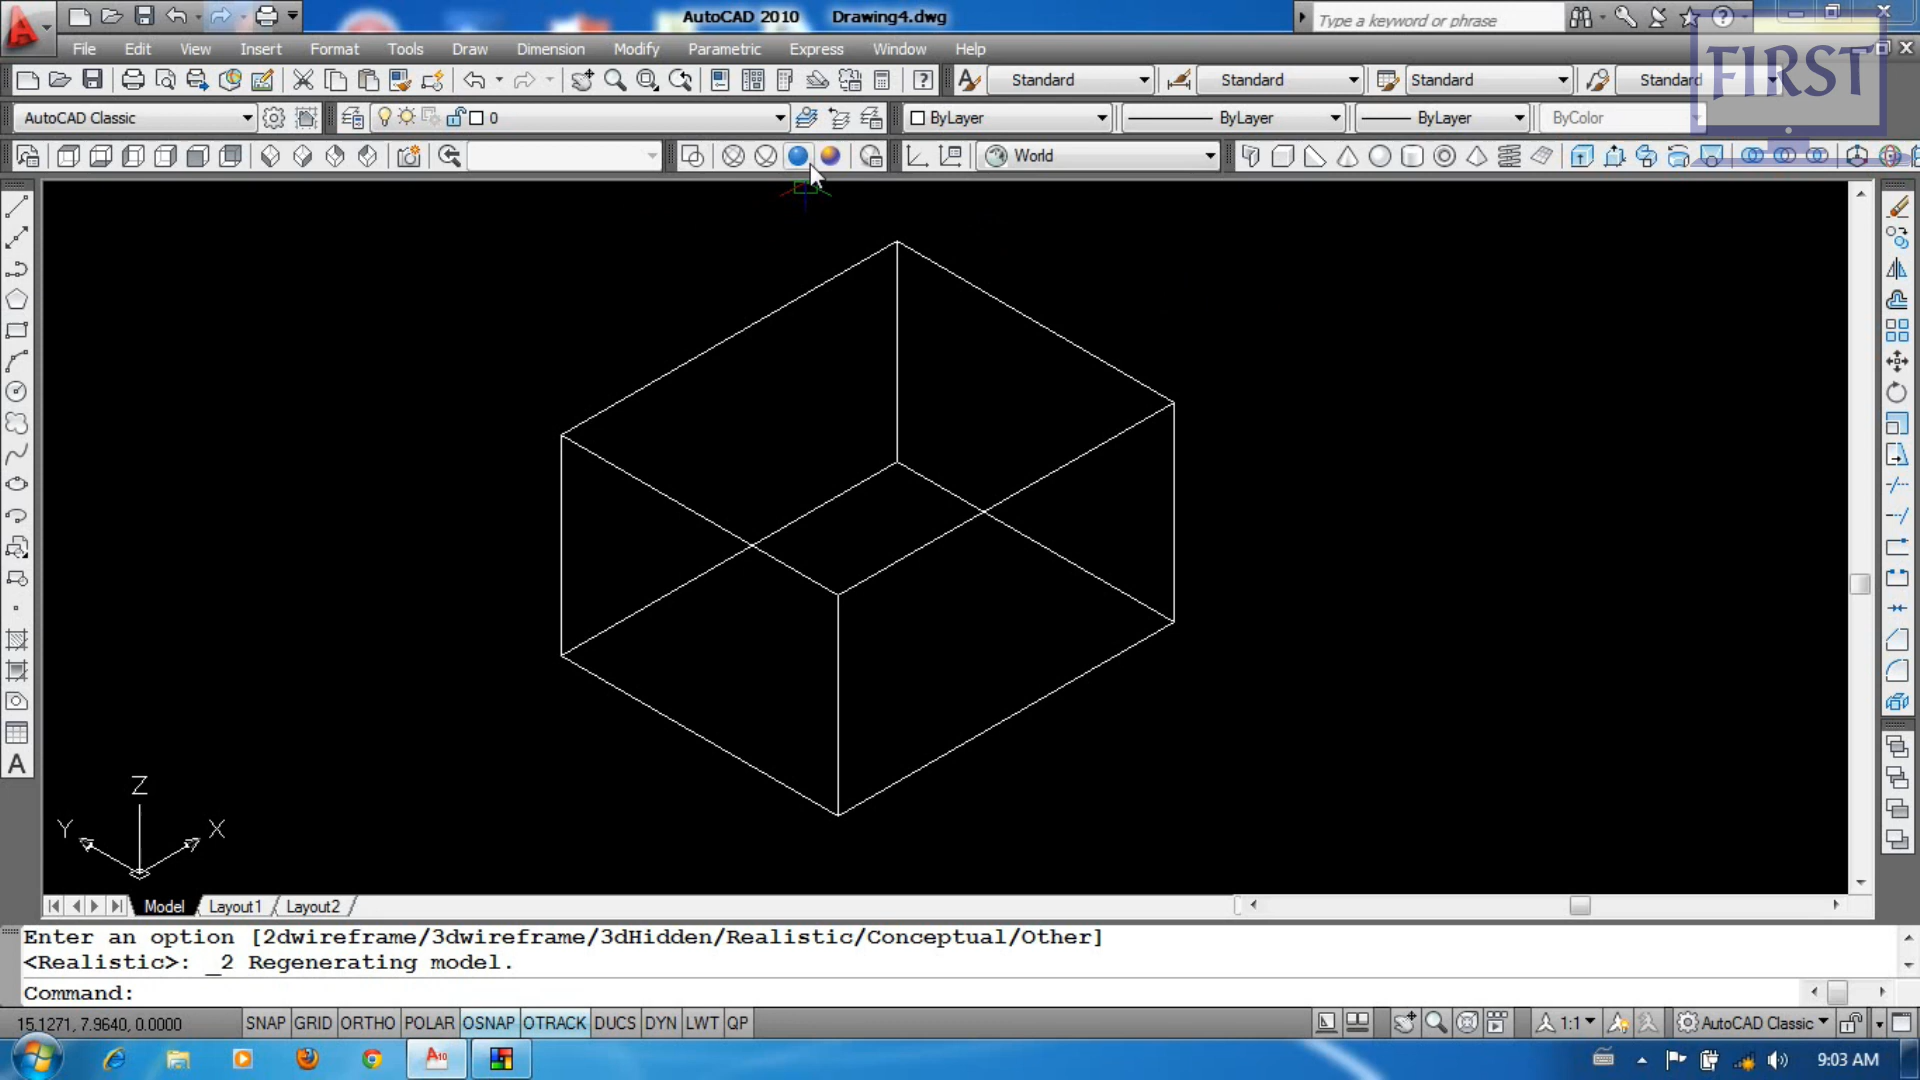 AutoCAD 2010 Drawing4.dwg
Type a keyword or phrase
File Edit View Insert Format Tools Draw Dimension Modify Parametric Express Window Help
FIRST
Standard Standard Standard Standard
AutoCAD Classic 0 ByLayer ByLayer ByLayer ByColor
World
Z
Y X
Model Layout1 Layout2
Enter an option [2dwireframe/3dwireframe/3dHidden/Realistic/Conceptual/Other]
<Realistic>: _2 Regenerating model.
Command:
15.1271, 7.9640, 0.0000 SNAP GRID ORTHO POLAR OSNAP OTRACK DUCS DYN LWT QP 1:1 AutoCAD Classic
9:03 AM